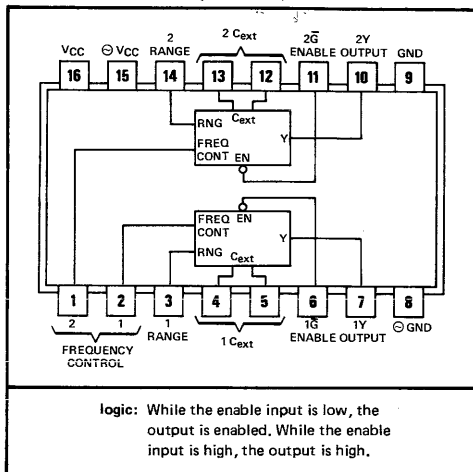 2 2 Cext 2G̅ 2Y
VCC ⊖ VCC RANGE ENABLE OUTPUT GND
16 15 14 13 12 11 10 9
RNG Cext Y
FREQ
CONT EN
FREQ EN
CONT Y
RNG Cext
1 2 3 4 5 6 7 8
2 1 1 1G̅ 1Y ⊖ GND
FREQUENCY RANGE 1 Cext ENABLE OUTPUT
CONTROL
logic: While the enable input is low, the
output is enabled. While the enable
input is high, the output is high.